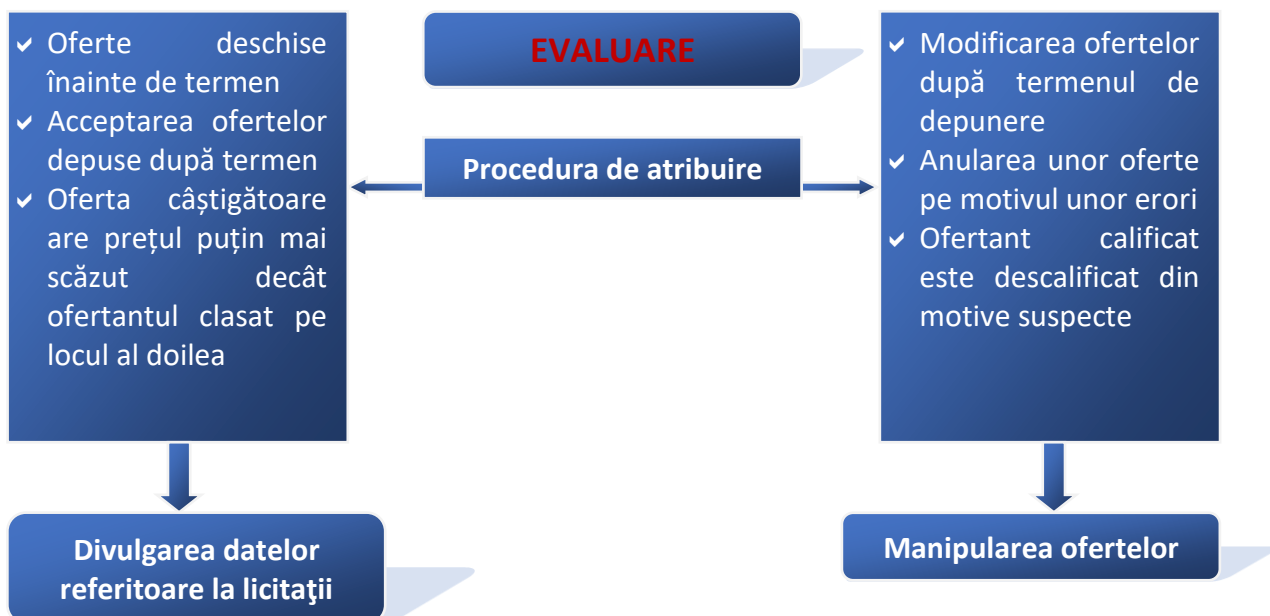 EVALUARE
Procedura de atribuire
✓ Oferte deschise
înainte de termen
✓ Acceptarea ofertelor
depuse după termen
✓ Oferta câștigătoare
are prețul puțin mai
scăzut decât
ofertantul clasat pe
locul al doilea
Divulgarea datelor
referitoare la licitaţii
✓ Modificarea ofertelor
după termenul de
depunere
✓ Anularea unor oferte
pe motivul unor erori
✓ Ofertant calificat
este descalificat din
motive suspecte
Manipularea ofertelor